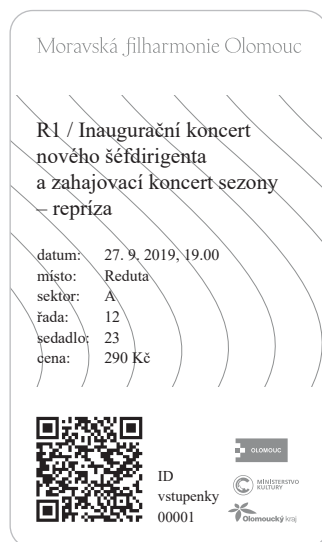 Moravská filharmonie Olomouc
R1 / Inaugurační koncert
nového šéfdirigenta
a zahajovací koncert sezony
– repríza
datum: 27. 9. 2019, 19.00
místo: Reduta
sektor: A
řada: 12
sedadlo: 23
cena: 290 Kč
ID
vstupenky
00001
OLOMOUC
MINISTERSTVO
KULTURY
Olomoucký kraj